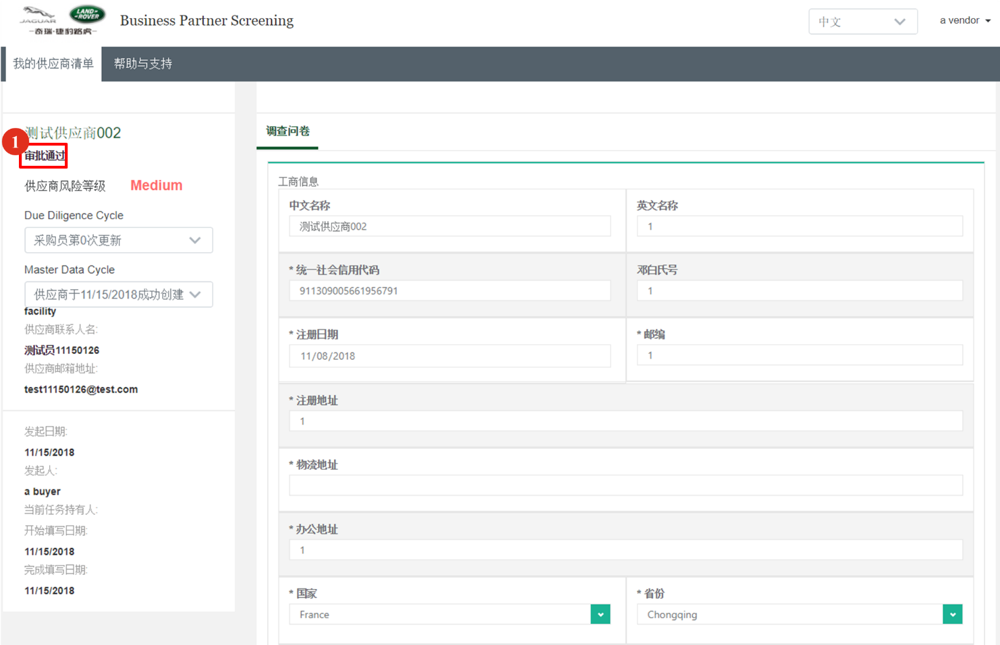 JAGUAR
LAND-
-ROVER
奇瑞·捷豹路虎
Business Partner Screening
中文
a vendor
我的供应商清单
帮助与支持
测试供应商002
1
审批通过
供应商风险等级 Medium
Due Diligence Cycle
采购员第0次更新
Master Data Cycle
供应商于11/15/2018成功创建
facility
供应商联系人名:
测试员11150126
供应商邮箱地址:
test11150126@test.com
发起日期:
11/15/2018
发起人:
a buyer
当前任务持有人:
开始填写日期:
11/15/2018
完成填写日期:
11/15/2018
调查问卷
工商信息
中文名称
测试供应商002
英文名称
1
* 统一社会信用代码
911309005661956791
邓白氏号
1
* 注册日期
11/08/2018
* 邮编
1
* 注册地址
1
* 物流地址
* 办公地址
1
* 国家
France
* 省份
Chongqing